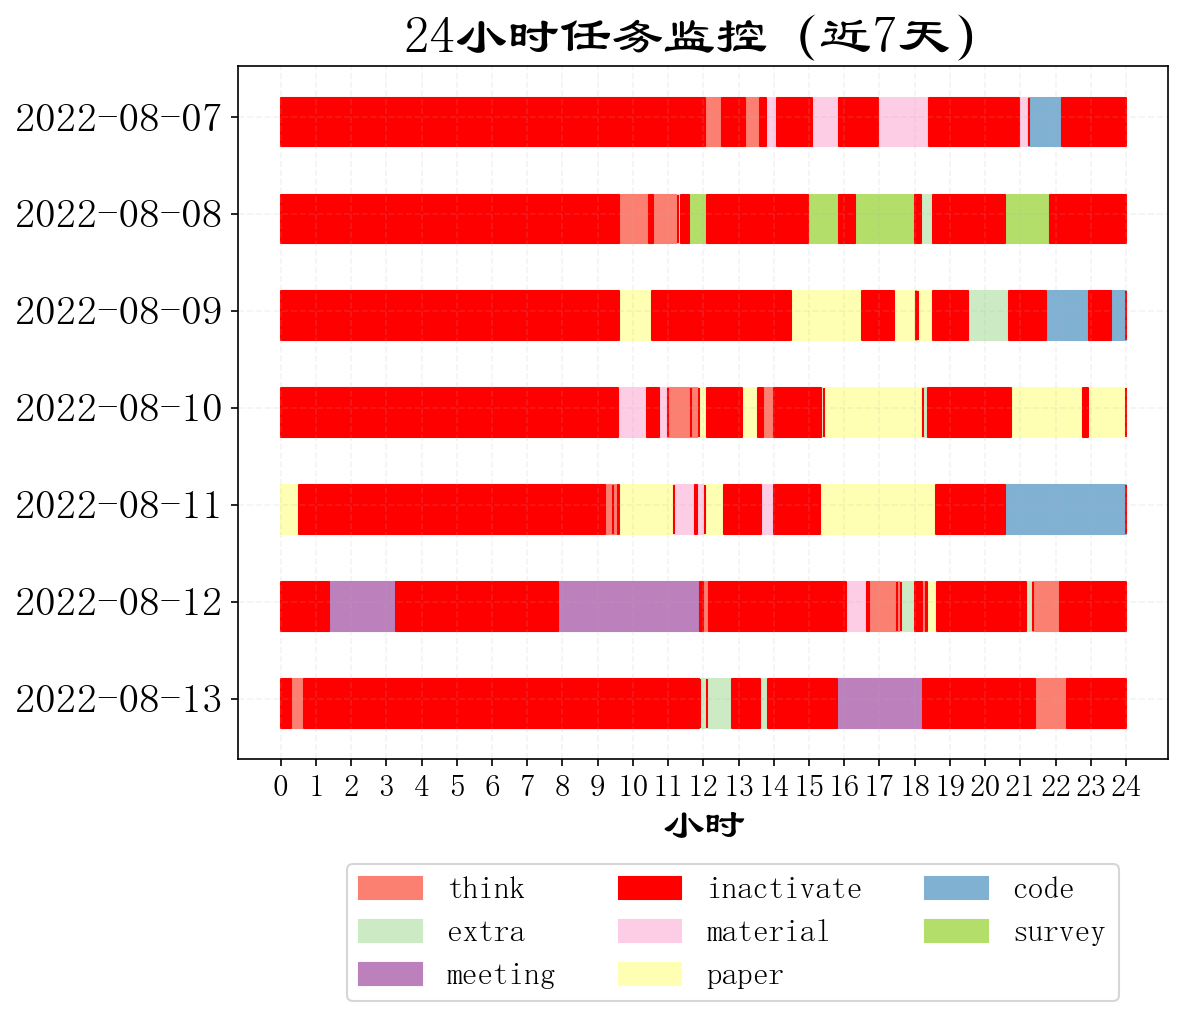 24小时任务监控 (近7天)
2022-08-07
2022-08-08
2022-08-09
2022-08-10
2022-08-11
2022-08-12
2022-08-13
0 1 2 3 4 5 6 7 8 9 10 11 12 13 14 15 16 17 18 19 20 21 22 23 24
小时
think inactivate code
extra material survey
meeting paper